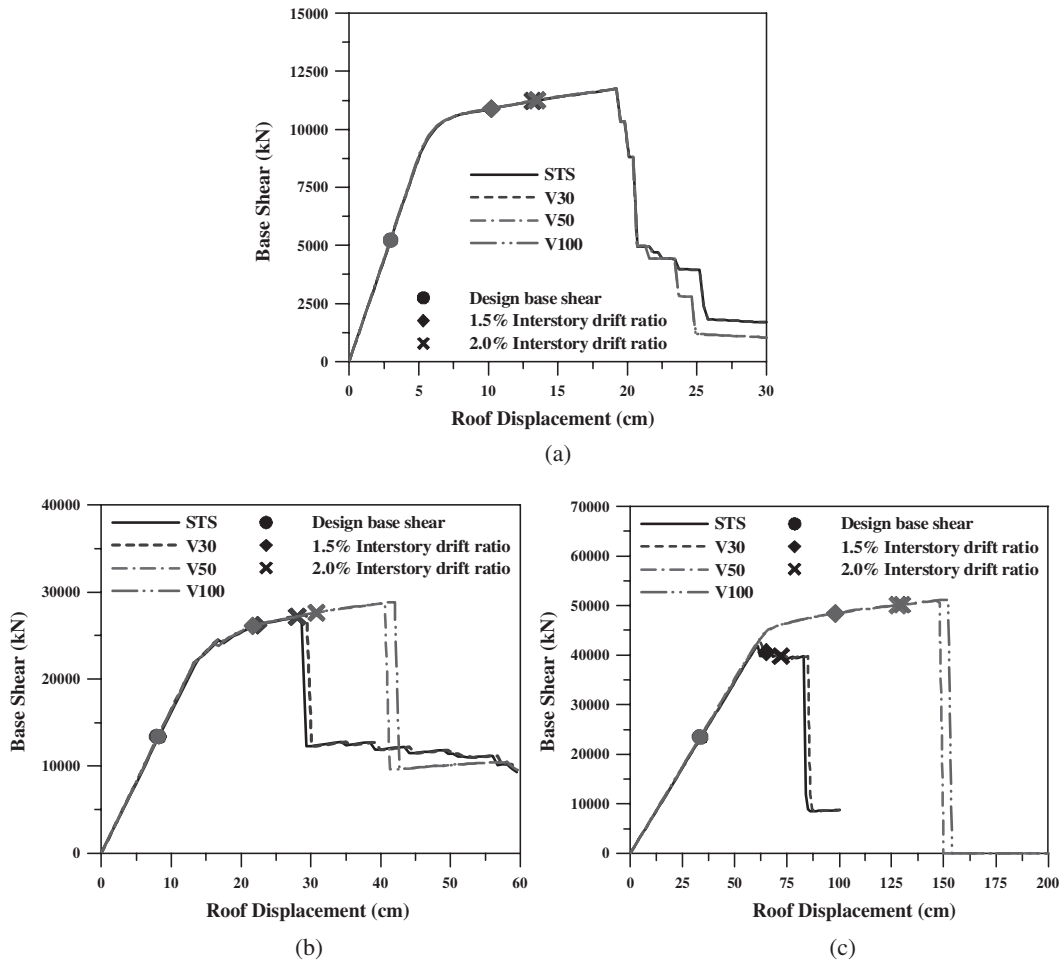 15000
12500
10000
7500
5000
2500
0
Base Shear (kN)
STS
V30
V50
V100
Design base shear
1.5% Interstory drift ratio
2.0% Interstory drift ratio
0 5 10 15 20 25 30
Roof Displacement (cm)
(a)
40000
30000
20000
10000
0
Base Shear (kN)
STS Design base shear
V30 1.5% Interstory drift ratio
V50 2.0% Interstory drift ratio
V100
0 10 20 30 40 50 60
Roof Displacement (cm)
(b)
70000
60000
50000
40000
30000
20000
10000
0
Base Shear (kN)
STS Design base shear
V30 1.5% Interstory drift ratio
V50 2.0% Interstory drift ratio
V100
0 25 50 75 100 125 150 175 200
Roof Displacement (cm)
(c)